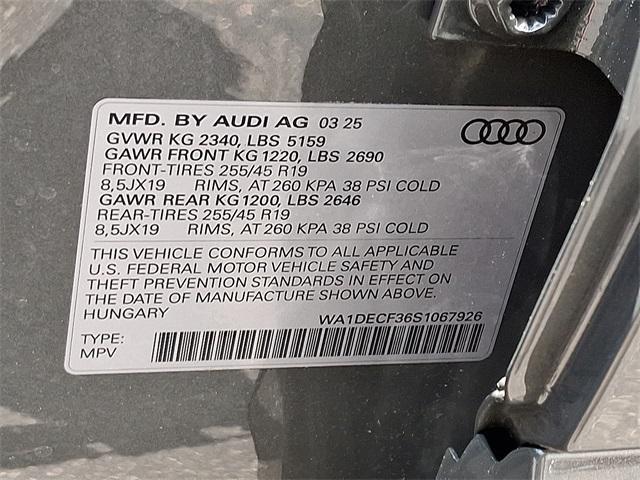 MFD. BY AUDI AG 03 25
GVWR KG 2340, LBS 5159
GAWR FRONT KG 1220, LBS 2690
FRONT-TIRES 255/45 R19
8,5JX19 RIMS, AT 260 KPA 38 PSI COLD
GAWR REAR KG1200, LBS 2646
REAR-TIRES 255/45 R19
8,5JX19 RIMS, AT 260 KPA 38 PSI COLD
THIS VEHICLE CONFORMS TO ALL APPLICABLE
U.S. FEDERAL MOTOR VEHICLE SAFETY AND
THEFT PREVENTION STANDARDS IN EFFECT ON
THE DATE OF MANUFACTURE SHOWN ABOVE.
HUNGARY WA1DECF36S1067926
TYPE:
MPV